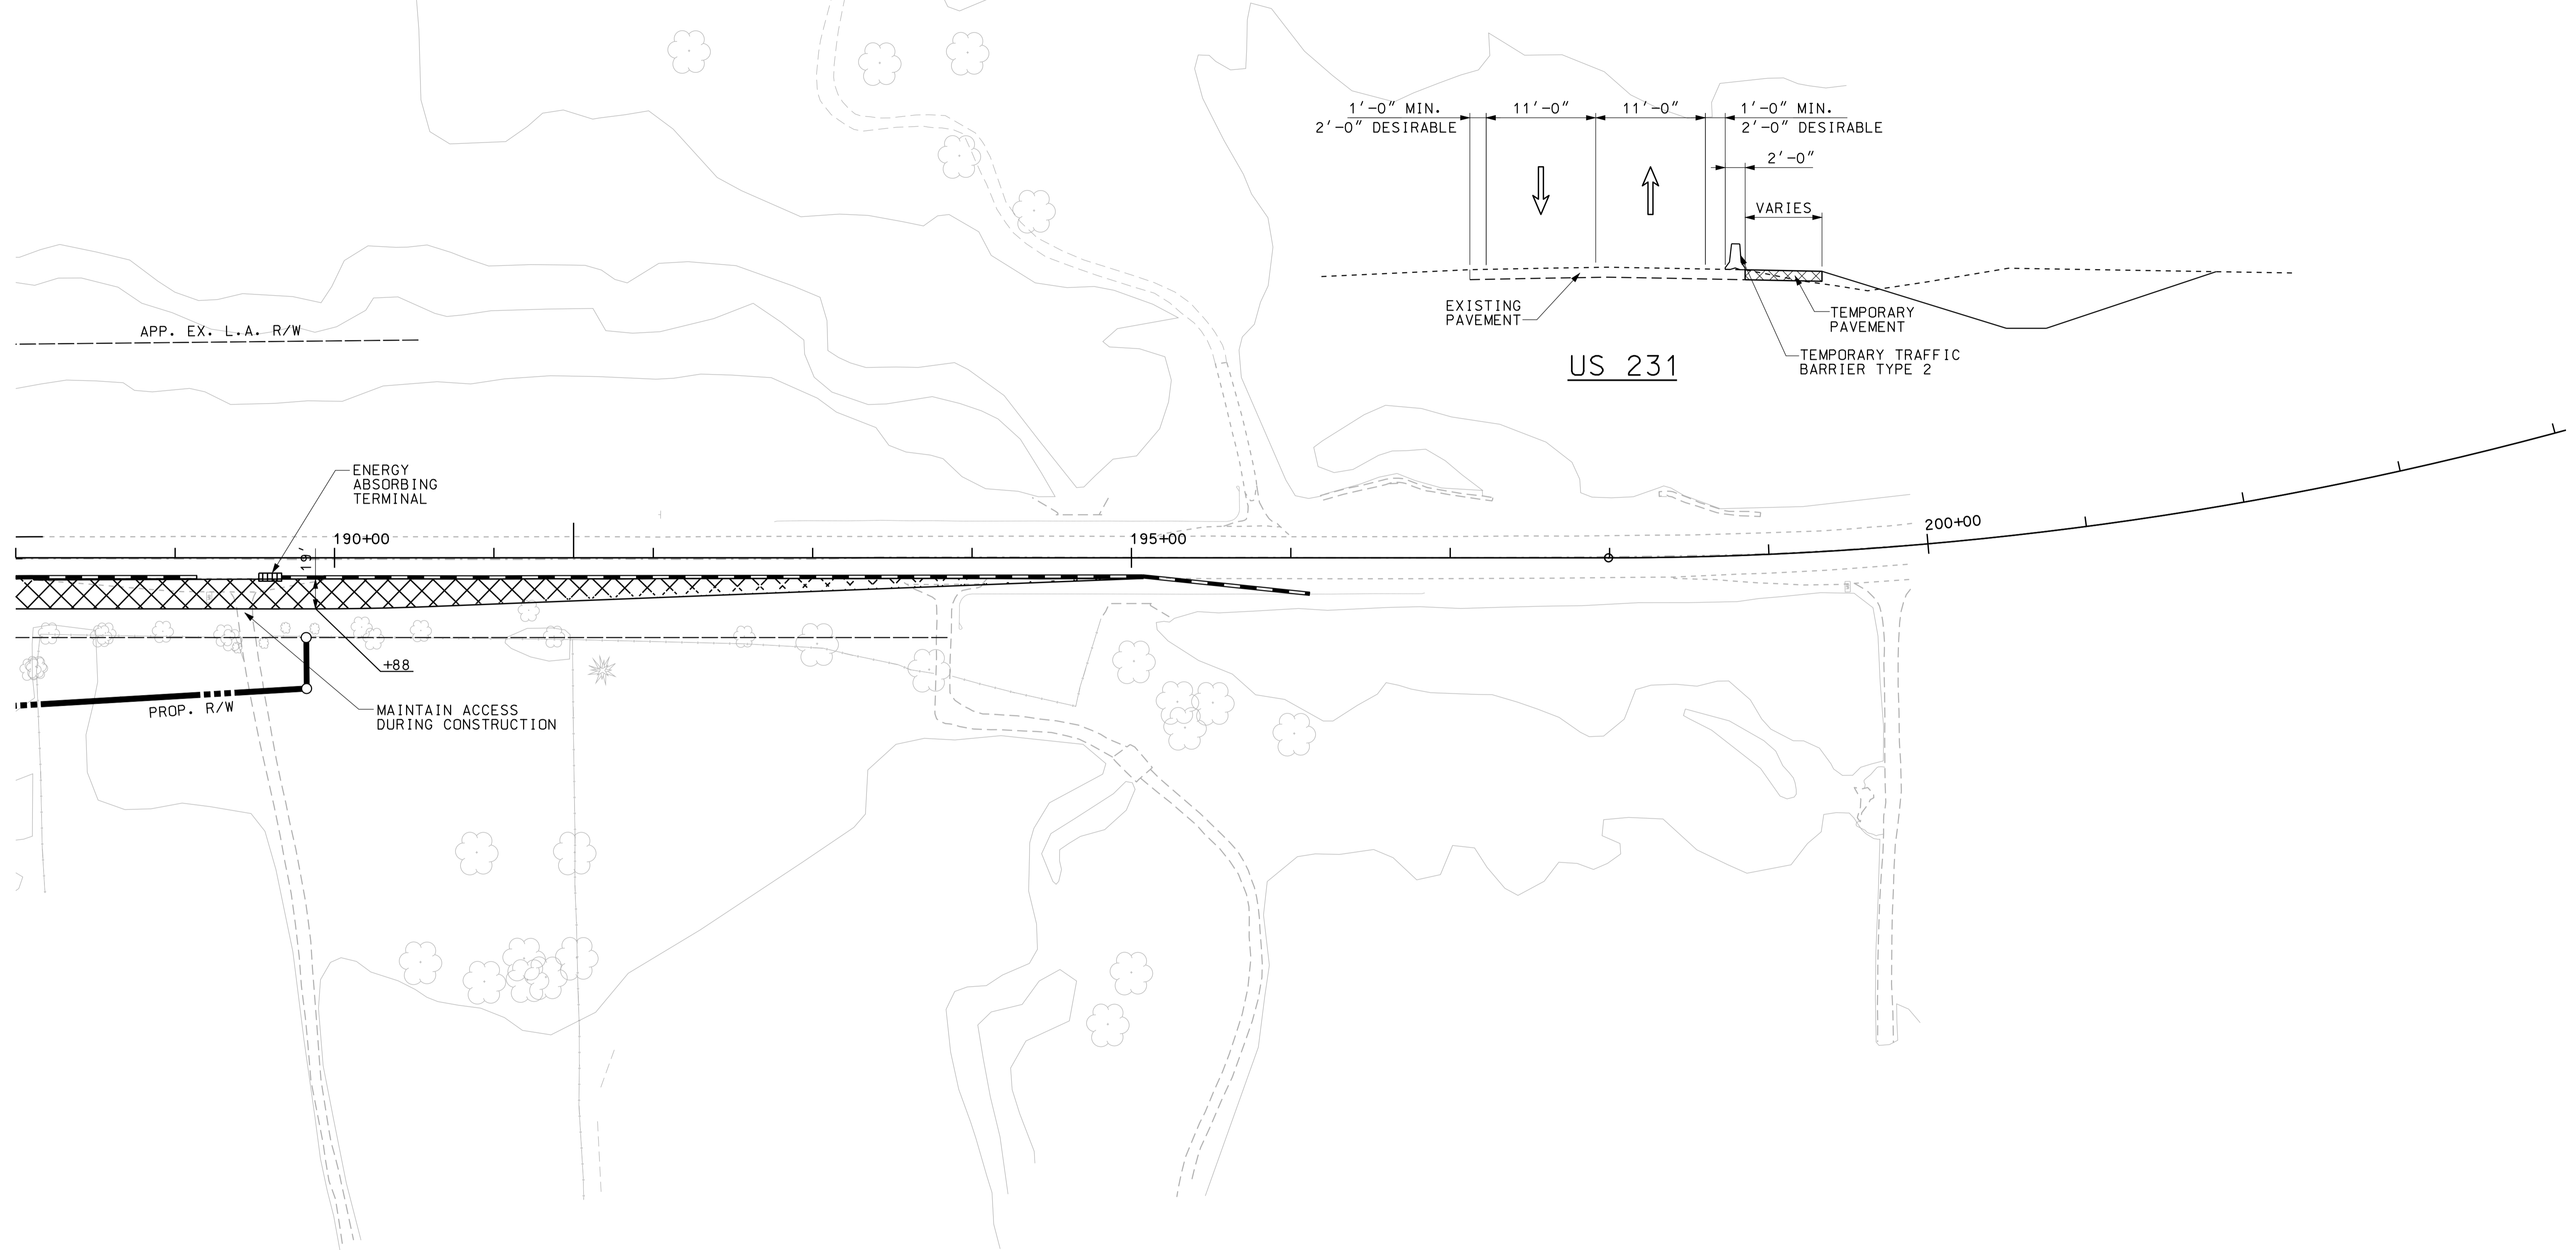 1'-0" MIN.
2'-0" DESIRABLE
11'-0"
11'-0"
1'-0" MIN.
2'-0" DESIRABLE
2'-0"
VARIES
EXISTING
PAVEMENT
TEMPORARY
PAVEMENT
TEMPORARY TRAFFIC
BARRIER TYPE 2
US 231
APP. EX. L.A. R/W
ENERGY
ABSORBING
TERMINAL
190+00
195+00
200+00
19'
+88
PROP. R/W
MAINTAIN ACCESS
DURING CONSTRUCTION